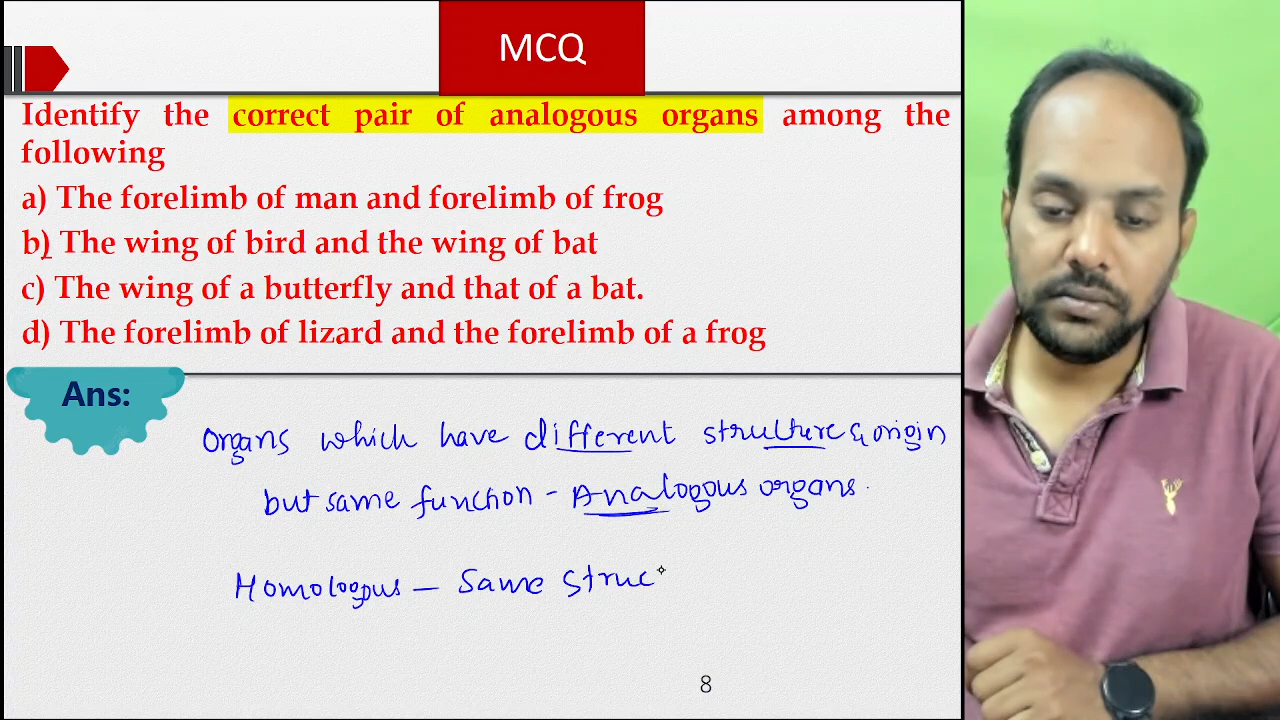 MCQ
Identify the correct pair of analogous organs among the
following
a) The forelimb of man and forelimb of frog
b) The wing of bird and the wing of bat
c) The wing of a butterfly and that of a bat.
d) The forelimb of lizard and the forelimb of a frog
Ans:
Organs which have different structure & origin
but same function - Analogous organs.
Homologous - Same Struc
8